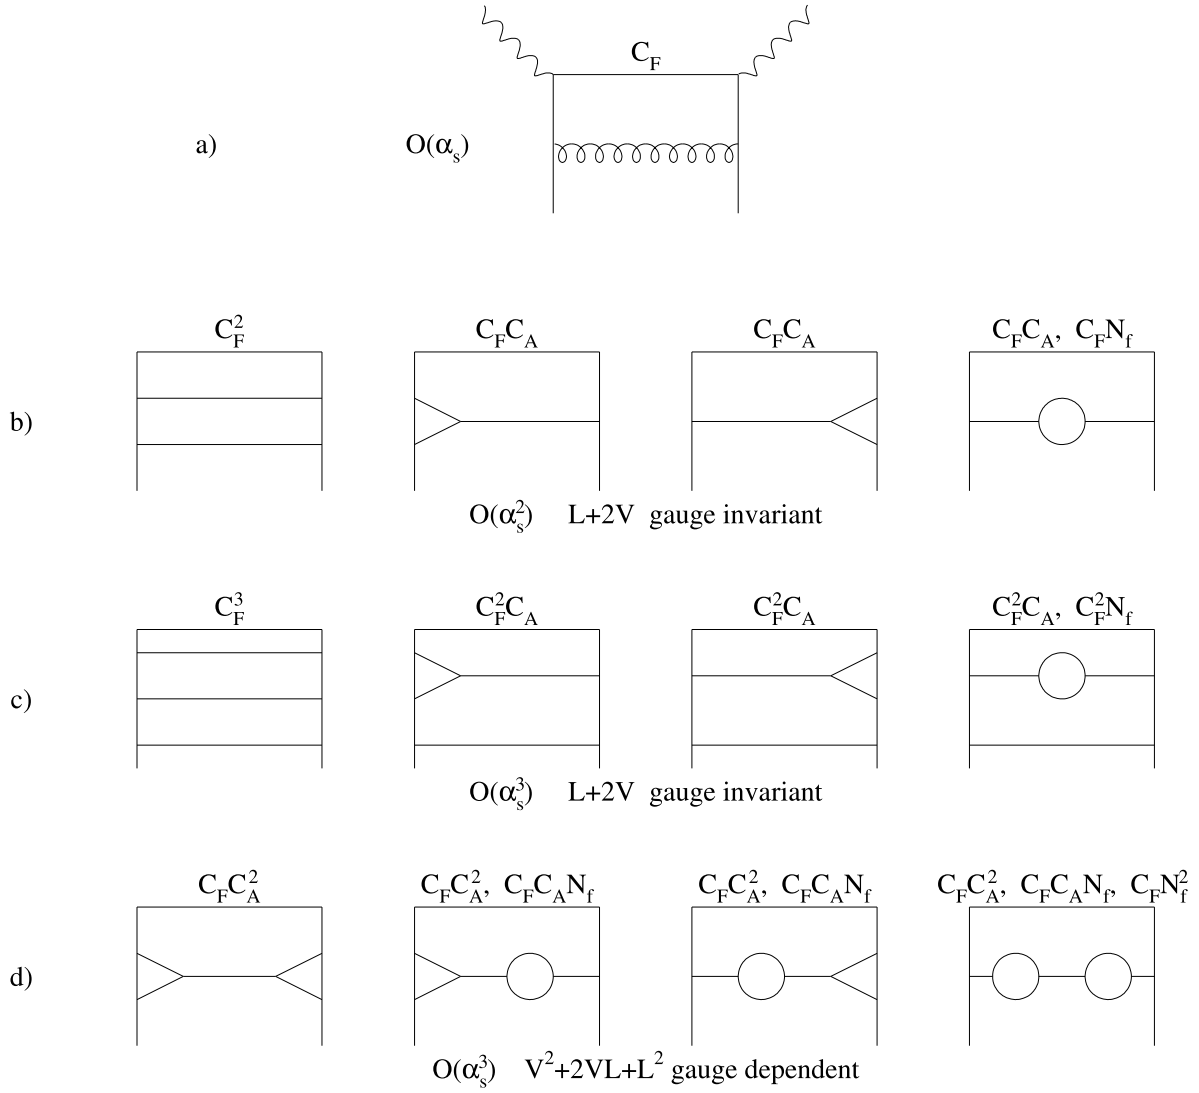 C_F
a) O(α_s)
C_F^2 C_FC_A C_FC_A C_FC_A, C_FN_f
b)
O(α_s^2) L+2V gauge invariant
C_F^3 C_F^2C_A C_F^2C_A C_F^2C_A, C_F^2N_f
c)
O(α_s^3) L+2V gauge invariant
C_FC_A^2 C_FC_A^2, C_FC_AN_f C_FC_A^2, C_FC_AN_f C_FC_A^2, C_FC_AN_f, C_FN_f^2
d)
O(α_s^3) V^2+2VL+L^2 gauge dependent